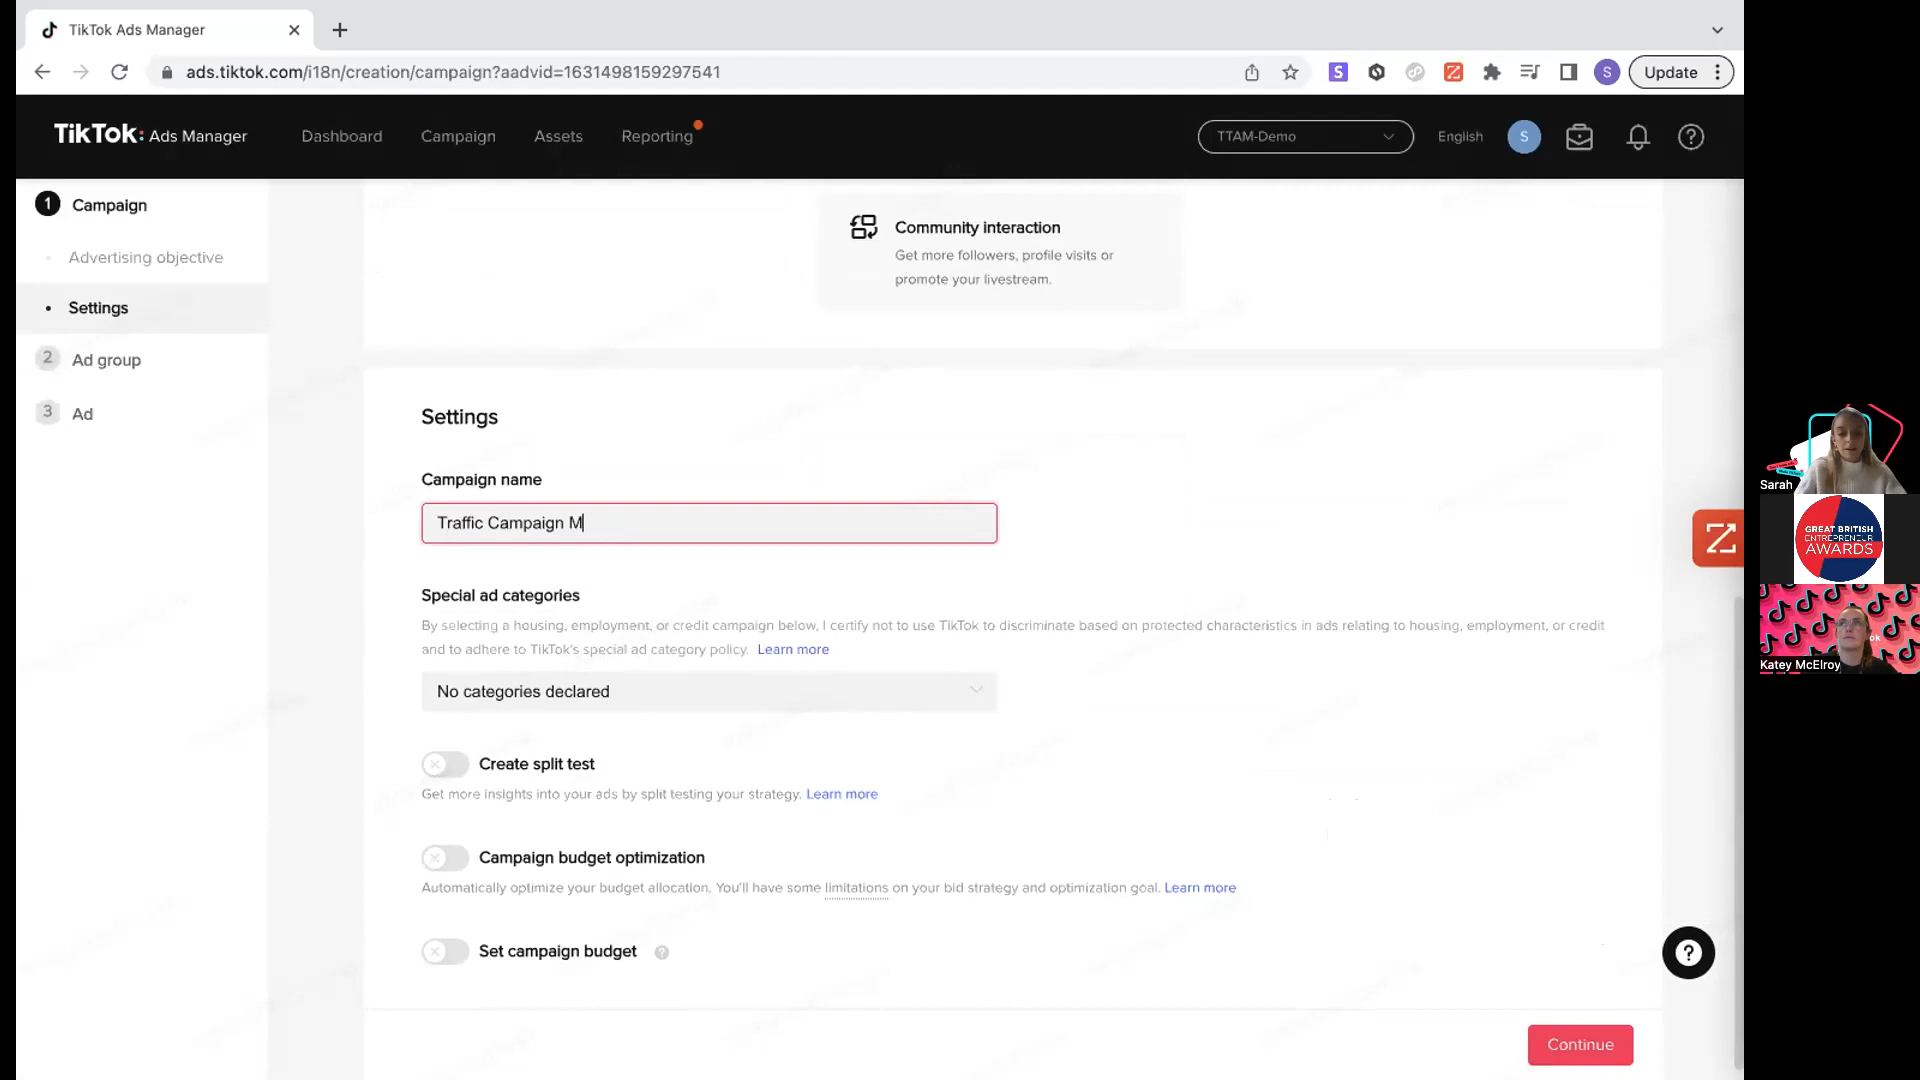 TikTok Ads Manager
ads.tiktok.com/i18n/creation/campaign?aadvid=1631498159297541
S
S
Update
TikTok: Ads Manager
Dashboard
Campaign
Assets
Reporting
TTAM-Demo
English
S
1 Campaign
Advertising objective
Settings
2 Ad group
3 Ad
Community interaction
Get more followers, profile visits or
promote your livestream.
Settings
Campaign name
Traffic Campaign M
Special ad categories
By selecting a housing, employment, or credit campaign below, I certify not to use TikTok to discriminate based on protected characteristics in ads relating to housing, employment, or credit
and to adhere to TikTok's special ad category policy. Learn more
No categories declared
Create split test
Get more insights into your ads by split testing your strategy. Learn more
Campaign budget optimization
Automatically optimize your budget allocation. You'll have some limitations on your bid strategy and optimization goal. Learn more
Set campaign budget ?
?
Continue
Sarah
GREAT BRITISH
ENTREPRENEUR
AWARDS
Katey McElroy